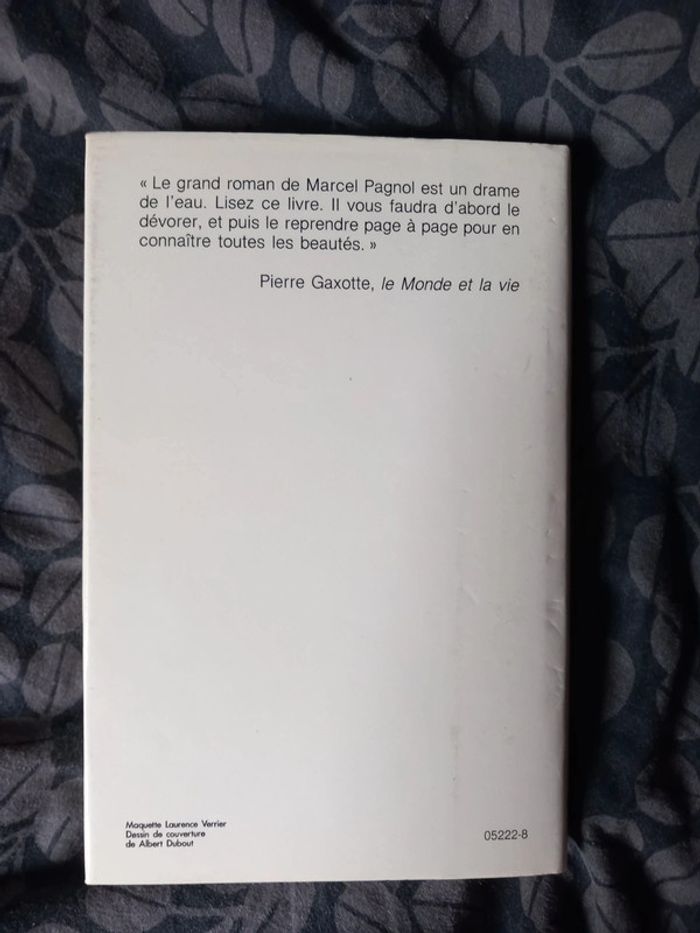 « Le grand roman de Marcel Pagnol est un drame
de l'eau. Lisez ce livre. Il vous faudra d'abord le
dévorer, et puis le reprendre page à page pour en
connaître toutes les beautés. »
Pierre Gaxotte, le Monde et la vie
Maquette Laurence Verrier
Dessin de couverture
de Albert Dubout
05222-8